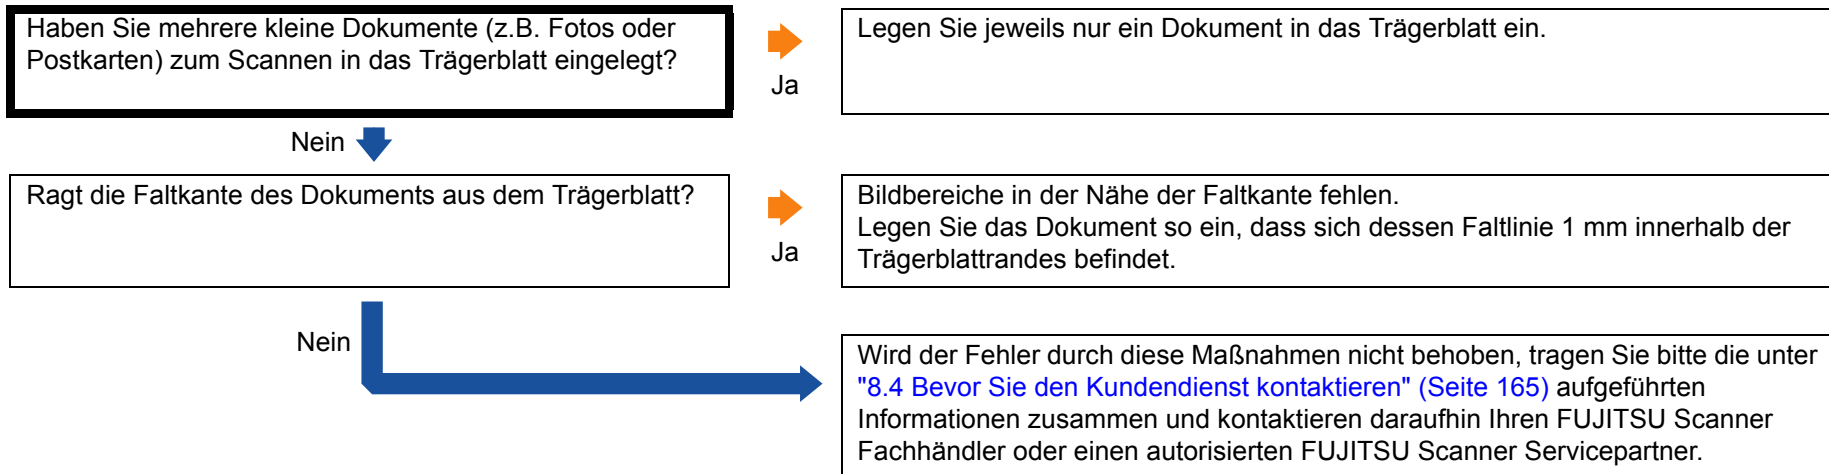 Haben Sie mehrere kleine Dokumente (z.B. Fotos oder
Postkarten) zum Scannen in das Trägerblatt eingelegt?
Ja
Legen Sie jeweils nur ein Dokument in das Trägerblatt ein.
Nein
Ragt die Faltkante des Dokuments aus dem Trägerblatt?
Ja
Bildbereiche in der Nähe der Faltkante fehlen.
Legen Sie das Dokument so ein, dass sich dessen Faltlinie 1 mm innerhalb der
Trägerblattrandes befindet.
Nein
Wird der Fehler durch diese Maßnahmen nicht behoben, tragen Sie bitte die unter
"8.4 Bevor Sie den Kundendienst kontaktieren" (Seite 165) aufgeführten
Informationen zusammen und kontaktieren daraufhin Ihren FUJITSU Scanner
Fachhändler oder einen autorisierten FUJITSU Scanner Servicepartner.